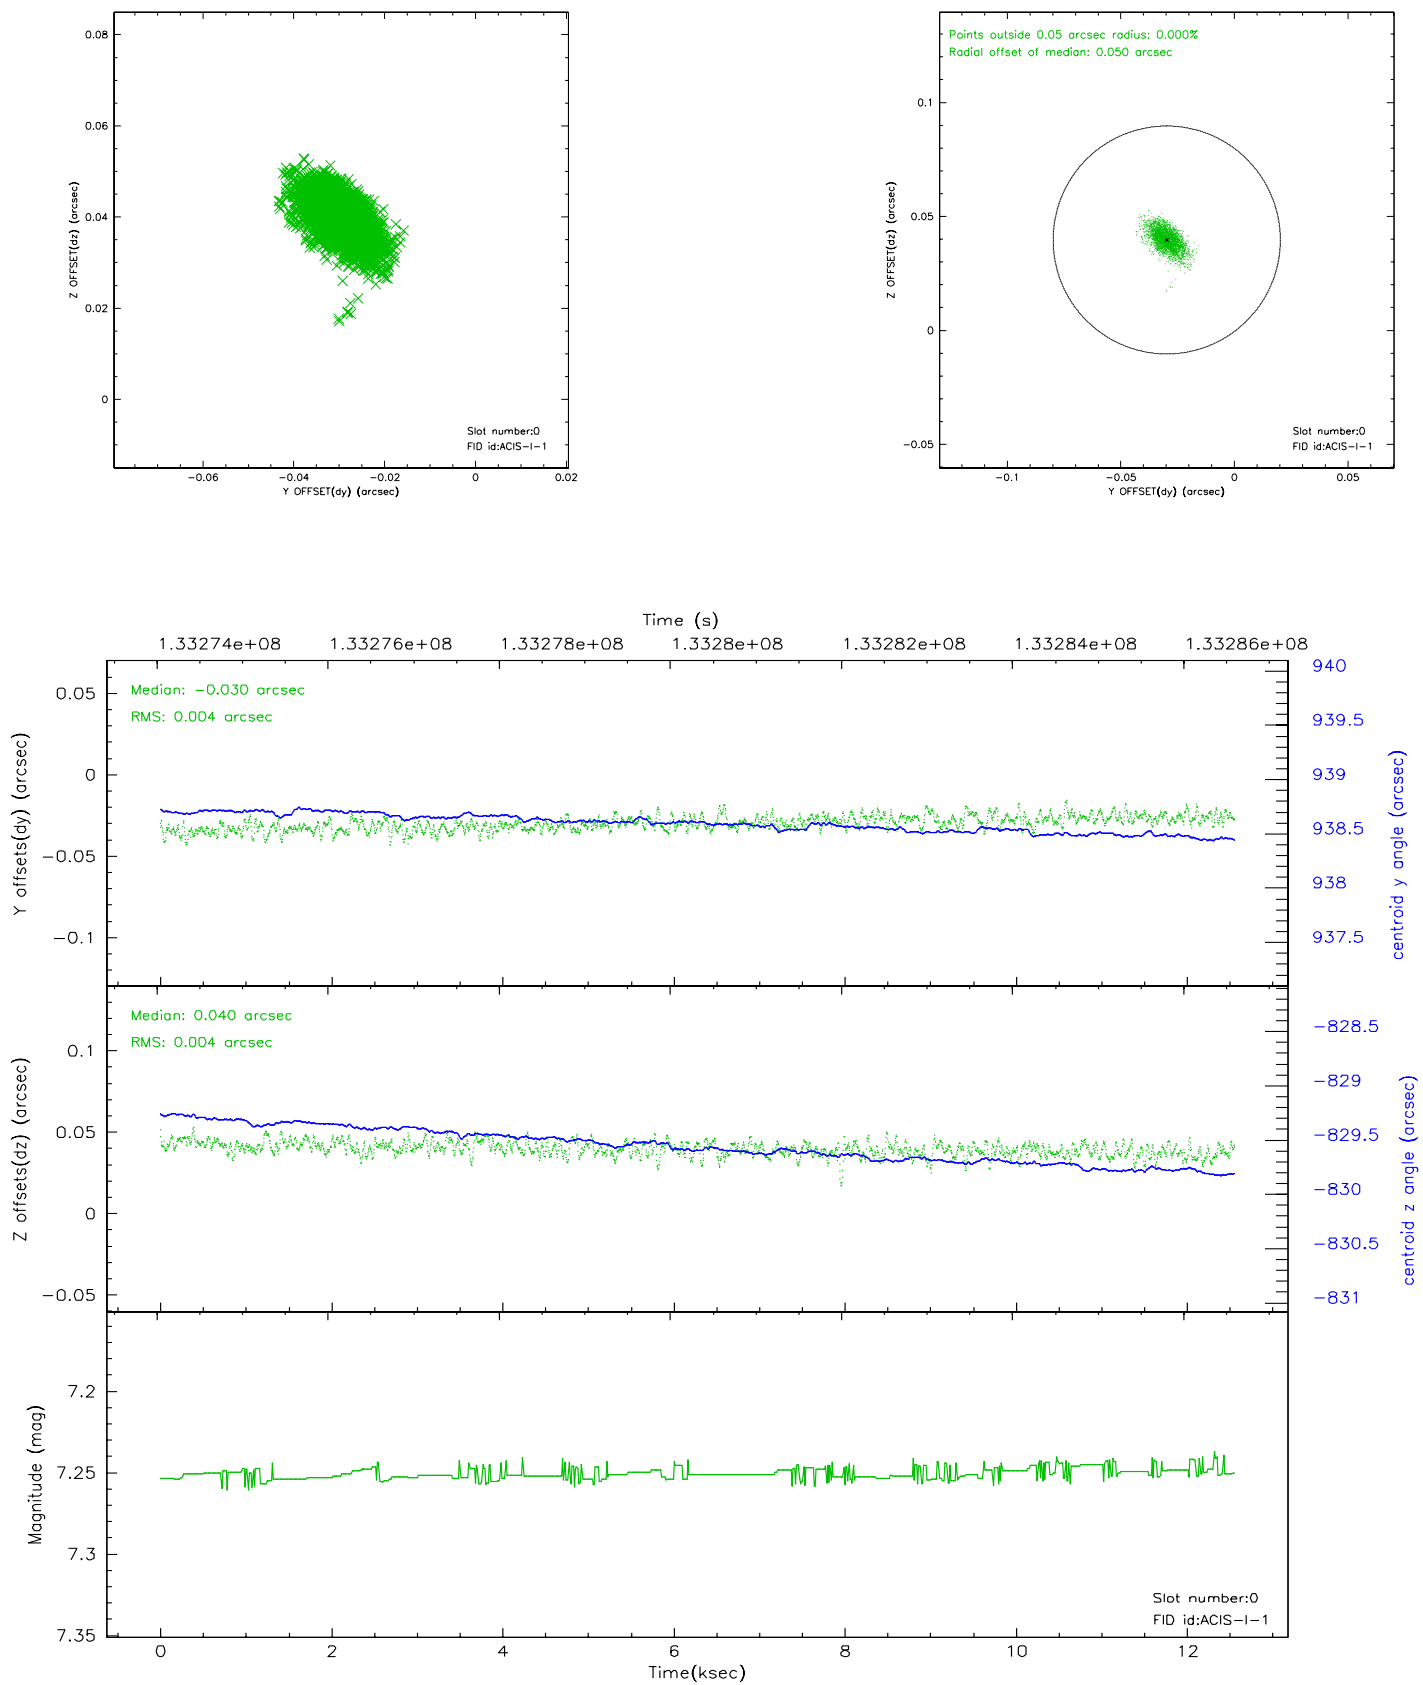 0.08
0.06
0.04
0.02
0
Z OFFSET(dz) (arcsec)
Slot number:0
FID id:ACIS-I-1
-0.06
-0.04
-0.02
0
0.02
Y OFFSET(dy) (arcsec)
Points outside 0.05 arcsec radius: 0.000%
Radial offset of median: 0.050 arcsec
0.1
0.05
0
-0.05
Z OFFSET(dz) (arcsec)
Slot number:0
FID id:ACIS-I-1
-0.1
-0.05
0
0.05
Y OFFSET(dy) (arcsec)
Time (s)
1.33274e+08
1.33276e+08
1.33278e+08
1.3328e+08
1.33282e+08
1.33284e+08
1.33286e+08
Median: -0.030 arcsec
RMS: 0.004 arcsec
0.05
0
-0.05
-0.1
Y offsets(dy) (arcsec)
940
939.5
939
938.5
938
937.5
centroid y angle (arcsec)
Median: 0.040 arcsec
RMS: 0.004 arcsec
0.1
0.05
0
-0.05
Z offsets(dz) (arcsec)
-828.5
-829
-829.5
-830
-830.5
-831
centroid z angle (arcsec)
7.2
7.25
7.3
7.35
Magnitude (mag)
Slot number:0
FID id:ACIS-I-1
0
2
4
6
8
10
12
Time(ksec)